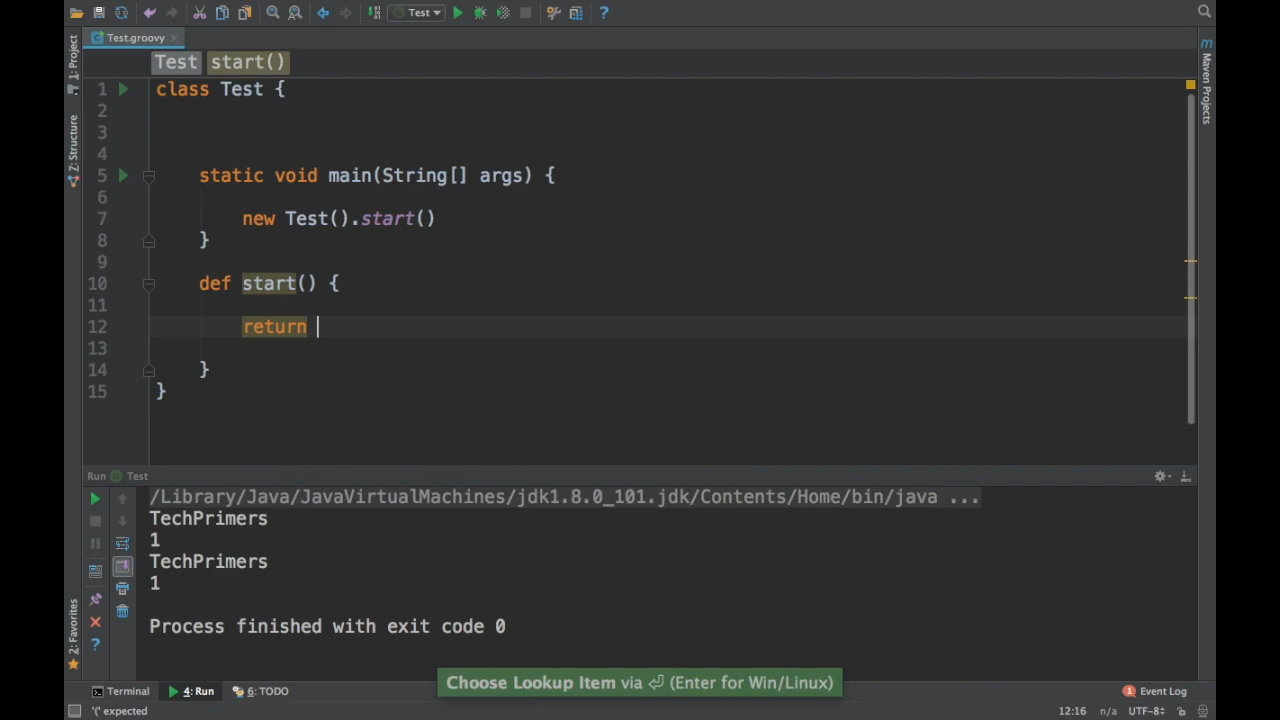 Test
Test.groovy
Test start()
1 class Test {
2
3
4
5 static void main(String[] args) {
6
7 new Test().start()
8 }
9
10 def start() {
11
12 return
13
14 }
15 }
1: Project
Z: Structure
2: Favorites
Maven Projects
Run Test
/Library/Java/JavaVirtualMachines/jdk1.8.0_101.jdk/Contents/Home/bin/java ...
TechPrimers
1
TechPrimers
1
Process finished with exit code 0
Choose Lookup Item via ⏎ (Enter for Win/Linux)
Terminal 4: Run 6: TODO 1 Event Log
'(' expected 12:16 n/a UTF-8